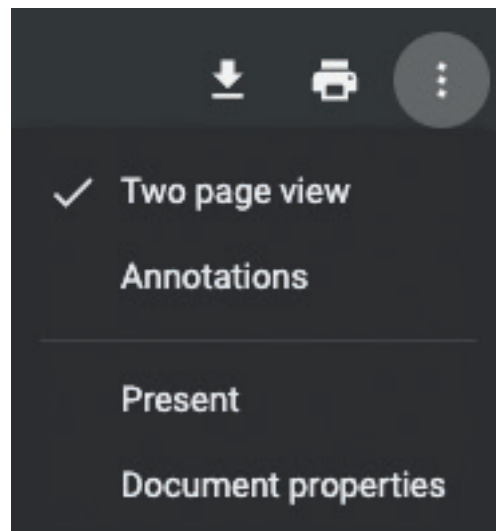 Two page view
Annotations
Present
Document properties